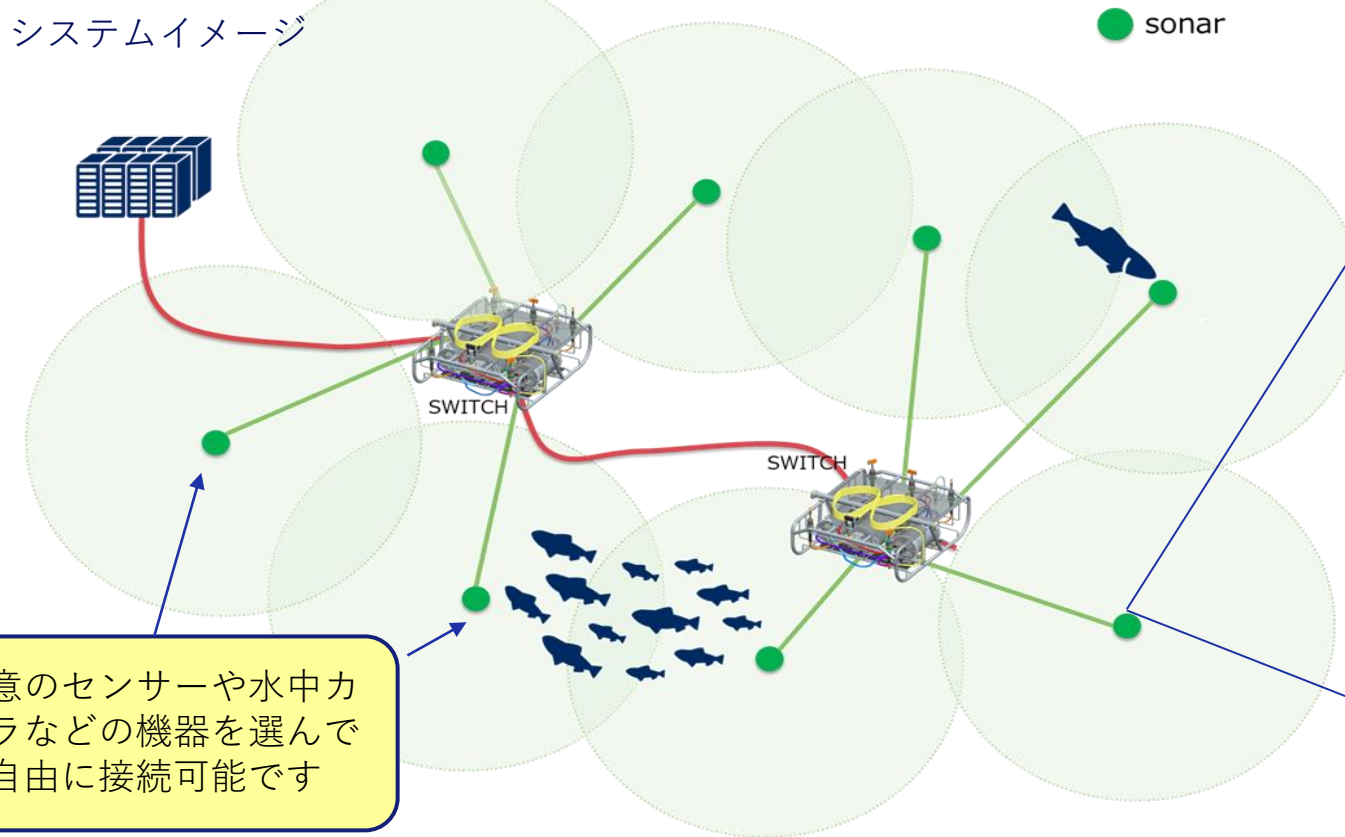 システムイメージ
sonar
SWITCH
SWITCH
意のセンサーや水中カ
ラなどの機器を選んで
自由に接続可能です